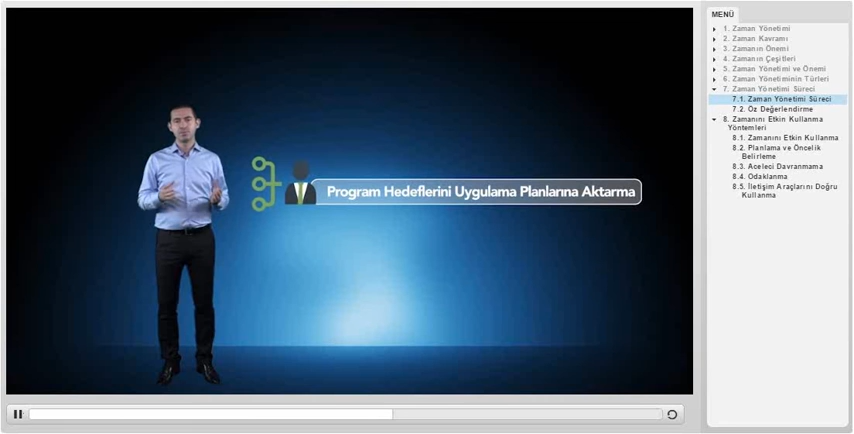 Program Hedeflerini Uygulama Planlarına Aktarma
MENÜ
1. Zaman Yönetimi
2. Zaman Kavramı
3. Zamanın Önemi
4. Zamanın Çeşitleri
5. Zaman Yönetimi ve Önemi
6. Zaman Yönetiminin Türleri
7. Zaman Yönetimi Süreci
7.1. Zaman Yönetimi Süreci
7.2. Öz Değerlendirme
8. Zamanını Etkin Kullanma
Yöntemleri
8.1. Zamanını Etkin Kullanma
8.2. Planlama ve Öncelik
Belirleme
8.3. Aceleci Davranmama
8.4. Odaklanma
8.5. İletişim Araçlarını Doğru
Kullanma